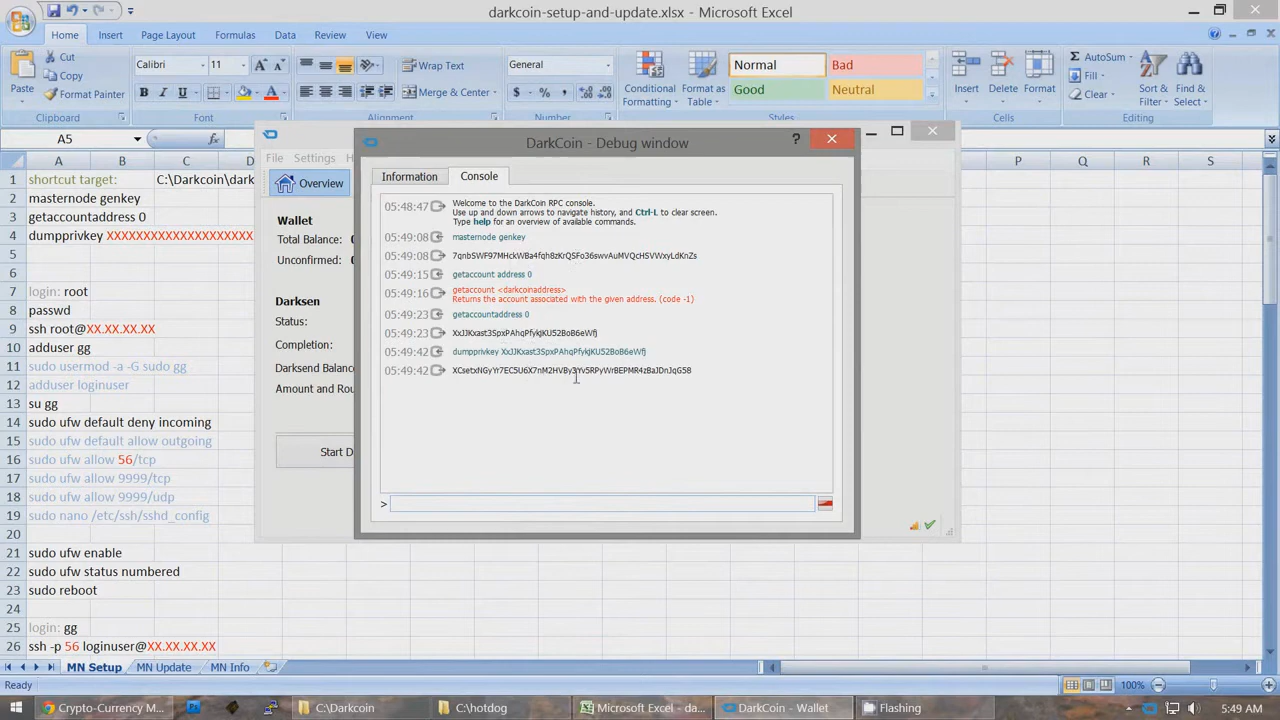 darkcoin-setup-and-update.xlsx - Microsoft Excel
Home Insert Page Layout Formulas Data Review View
Paste
Cut
Copy
Format Painter
Clipboard
Calibri 11
B I U
Font
Wrap Text
Merge & Center
Alignment
General
$ % ,
Number
Conditional Formatting
Format as Table
Normal Bad
Good Neutral
Styles
Insert Delete Format
Cells
AutoSum
Fill
Clear
Sort & Filter
Find & Select
Editing
A5 fx
A B C D P Q R S
1 shortcut target: C:\Darkcoin\dark
2 masternode genkey
3 getaccountaddress 0
4 dumpprivkey XXXXXXXXXXXXXXXXXXXXX
5
6
7 login: root
8 passwd
9 ssh root@XX.XX.XX.XX
10 adduser gg
11 sudo usermod -a -G sudo gg
12 adduser loginuser
13 su gg
14 sudo ufw default deny incoming
15 sudo ufw default allow outgoing
16 sudo ufw allow 56/tcp
17 sudo ufw allow 9999/tcp
18 sudo ufw allow 9999/udp
19 sudo nano /etc/ssh/sshd_config
20
21 sudo ufw enable
22 sudo ufw status numbered
23 sudo reboot
24
25 login: gg
26 ssh -p 56 loginuser@XX.XX.XX.XX
File Settings H
Overview
Wallet
Total Balance:
Unconfirmed:
Darksen
Status:
Completion:
Darksend Balanc
Amount and Rou
Start D
DarkCoin - Debug window
Information Console
05:48:47 Welcome to the DarkCoin RPC console.
Use up and down arrows to navigate history, and Ctrl-L to clear screen.
Type help for an overview of available commands.
05:49:08 masternode genkey
05:49:08 7qnbSWF97MHckWBa4fqh8zKrQSFo36swvAuMVQcHSVWxyLdKnZs
05:49:15 getaccount address 0
05:49:16 getaccount <darkcoinaddress>
Returns the account associated with the given address. (code -1)
05:49:23 getaccountaddress 0
05:49:23 XxJJKxast3SpxPAhqPfykjKU52BoB6eWfj
05:49:42 dumpprivkey XxJJKxast3SpxPAhqPfykjKU52BoB6eWfj
05:49:42 XCsetxNGyYr7EC5U6X7nM2HVBy3Yv5RPyWrBEPMR4zBaJDnJqG58
>
MN Setup MN Update MN Info
Ready 100%
Crypto-Currency M... C:\Darkcoin C:\hotdog Microsoft Excel - da... DarkCoin - Wallet Flashing 5:49 AM